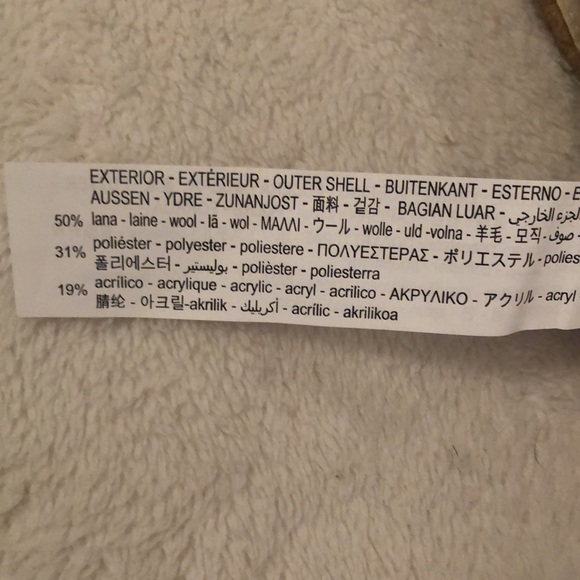 EXTERIOR - EXTÉRIEUR - OUTER SHELL - BUITENKANT - ESTERNO - E
AUSSEN - YDRE - ZUNANJOST - 面料 - 겉감 - BAGIAN LUAR - الجزء الخارجي
50% lana - laine - wool - lã - wol - ΜΑΛΛΙ - ウール - wolle - uld -volna - 羊毛 - 모직 - صوف -
31% poliéster - polyester - poliestere - ΠΟΛΥΕΣΤΕΡΑΣ - ポリエステル - polies
폴리에스터 - بوليستير - polièster - poliesterra
19% acrílico - acrylique - acrylic - acryl - acrilico - ΑΚΡΥΛΙΚΟ - アクリル - acryl
腈纶 - 아크릴-akrilik - أكريليك - acrílic - akrilikoa